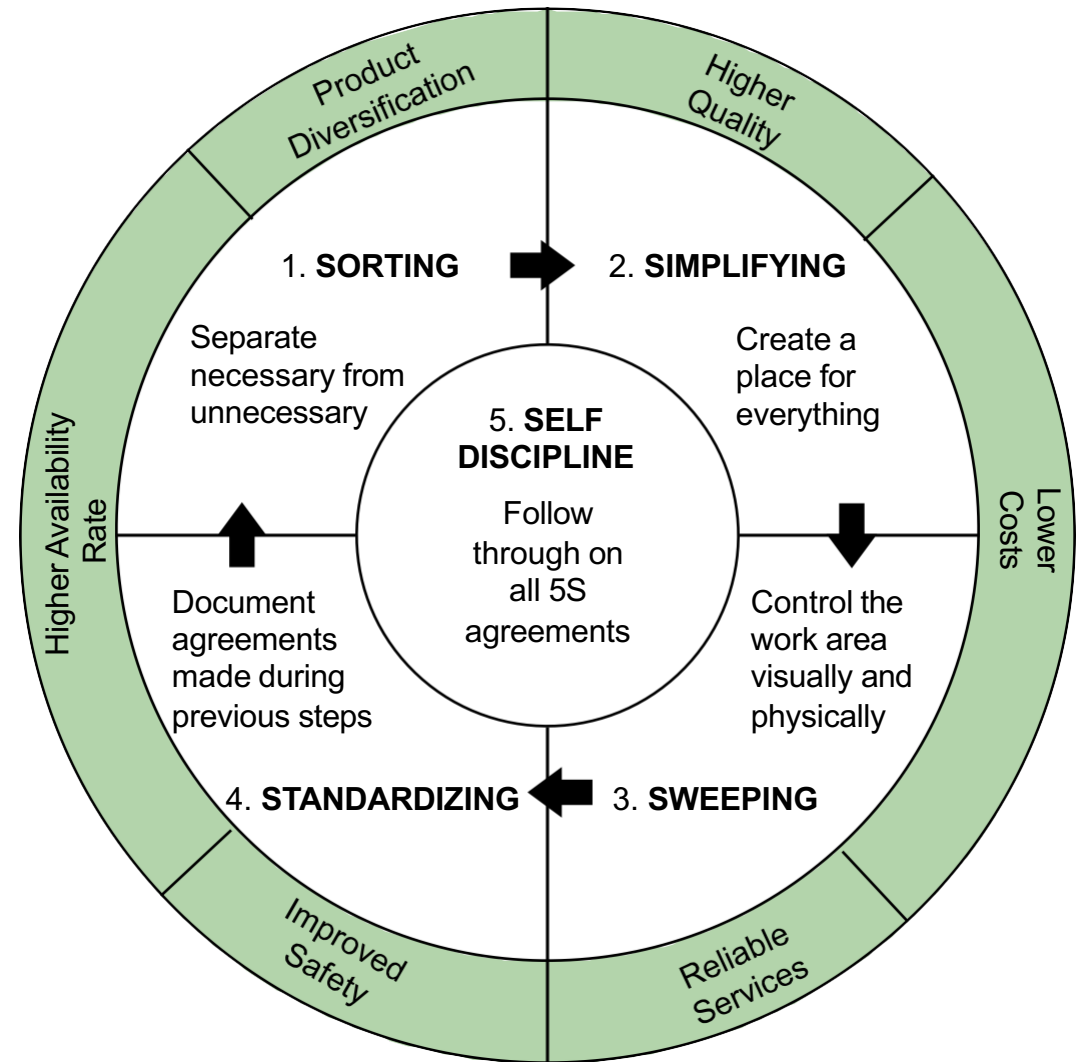 Product
Diversification
Higher
Quality
1. SORTING
2. SIMPLIFYING
Separate
necessary from
unnecessary
Create a
place for
everything
5. SELF
DISCIPLINE
Follow
through on
all 5S
agreements
Higher Availability
Rate
Lower
Costs
Document
agreements
made during
previous steps
Control the
work area
visually and
physically
4. STANDARDIZING
3. SWEEPING
Improved
Safety
Reliable
Services